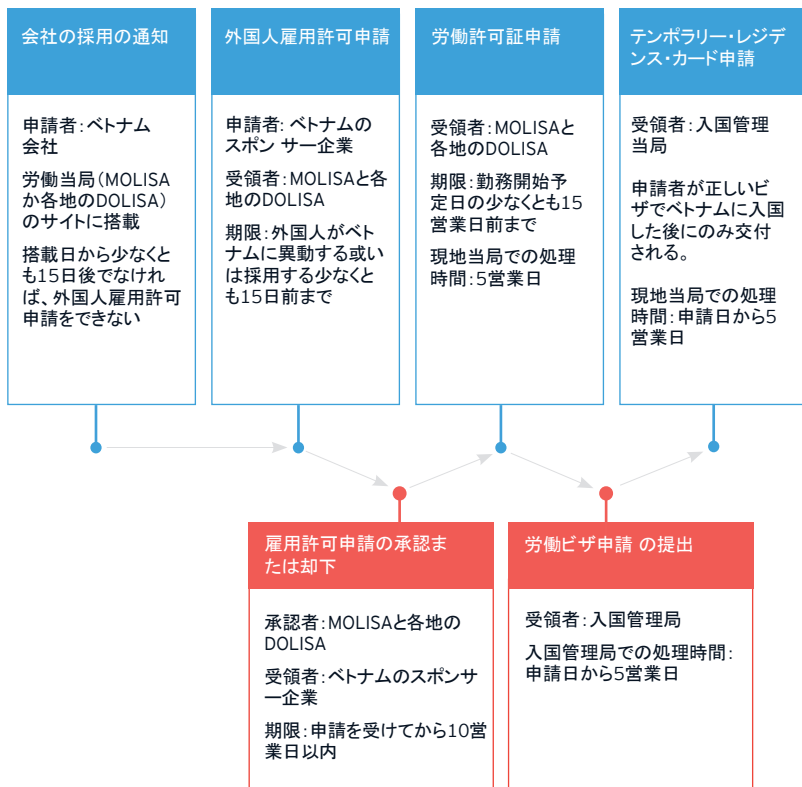 会社の採用の通知
申請者：ベトナム
会社
労働当局（MOLISA
か各地のDOLISA）
のサイトに搭載
搭載日から少なくと
も15日後でなけれ
ば、外国人雇用許可
申請をできない
外国人雇用許可申請
申請者： ベトナムの
スポン サー企業
受領者：MOLISAと各
地のDOLISA
期限：外国人がベト
ナムに異動する或い
は採用する少なくと
も15日前まで
労働許可証申請
受領者：MOLISAと
各地のDOLISA
期限：勤務開始予
定日の少なくとも15
営業日前まで
現地当局での処理
時間：5営業日
テンポラリー・レジデ
ンス・カード申請
受領者：入国管理
当局
申請者が正しいビ
ザでベトナムに入国
した後にのみ交付
される。
現地当局での処理
時間：申請日から5
営業日
雇用許可申請の承認ま
たは却下
承認者：MOLISAと各地の
DOLISA
受領者：ベトナムのスポンサ
ー企業
期限：申請を受けてから10営
業日以内
労働ビザ申請 の提出
受領者：入国管理局
入国管理局での処理時間：
申請日から5営業日